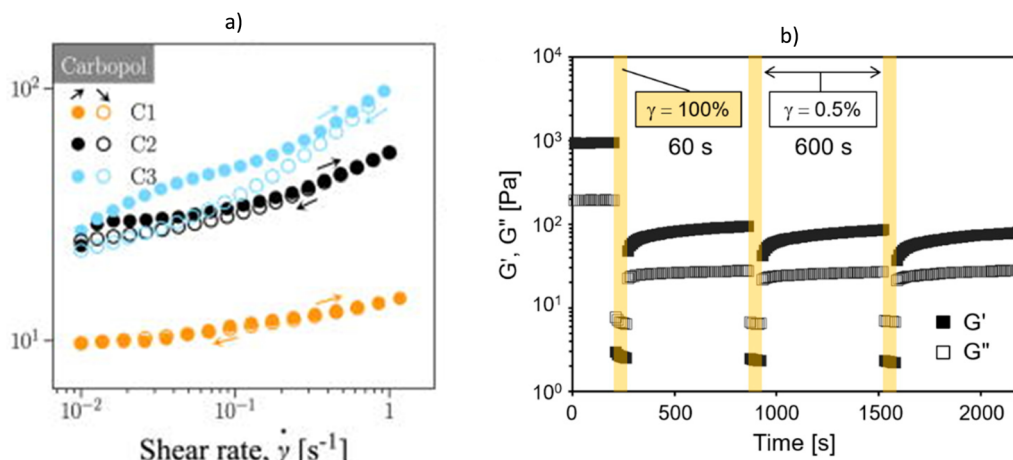 a)
Carbopol
C1
C2
C3
10²
10¹
10⁻²
10⁻¹
1
Shear rate, γ̇ [s⁻¹]
b)
γ = 100%
60 s
γ = 0.5%
600 s
G', G" [Pa]
10⁴
10³
10²
10¹
10⁰
G'
G"
0
500
1000
1500
2000
Time [s]